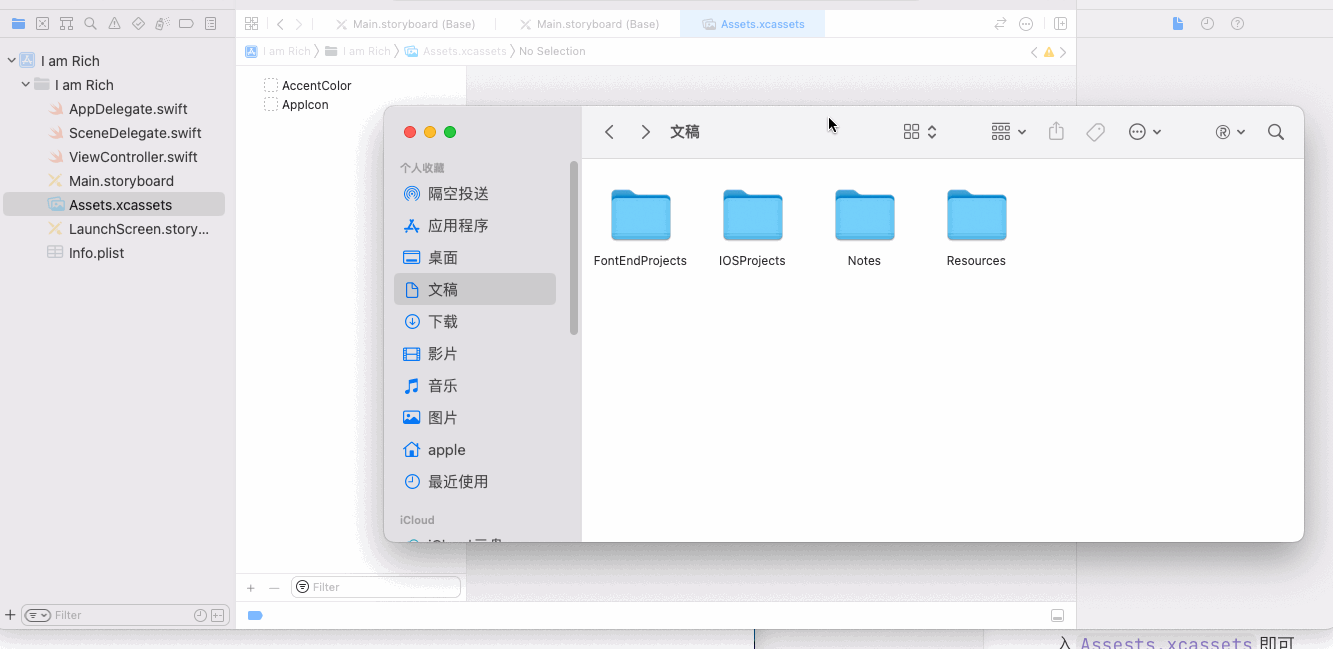 Main.storyboard (Base)
Main.storyboard (Base)
Assets.xcassets
I am Rich
I am Rich
Assets.xcassets
No Selection
I am Rich
I am Rich
AppDelegate.swift
SceneDelegate.swift
ViewController.swift
Main.storyboard
Assets.xcassets
LaunchScreen.story...
Info.plist
Filter
AccentColor
AppIcon
Filter
文稿
个人收藏
隔空投送
应用程序
桌面
文稿
下载
影片
音乐
图片
apple
最近使用
iCloud
FontEndProjects
IOSProjects
Notes
Resources
入 Assests.xcassets 即可